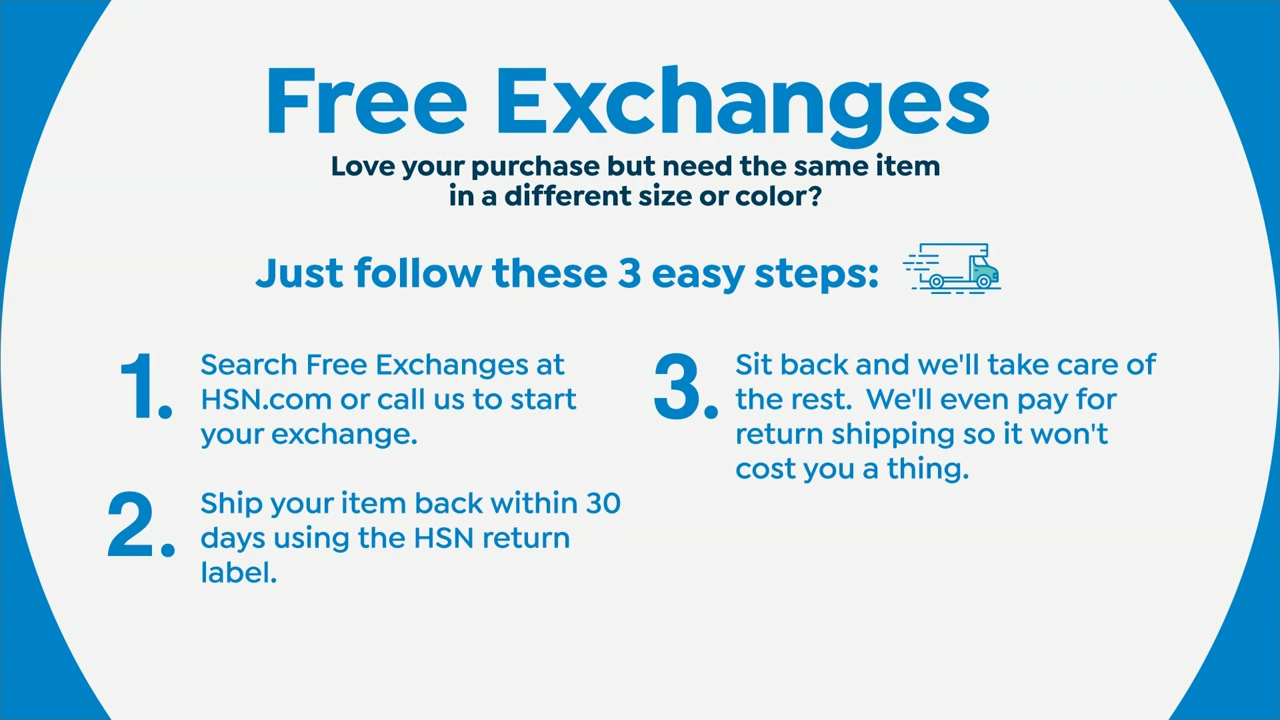 Free Exchanges
Love your purchase but need the same item
in a different size or color?
Just follow these 3 easy steps:
1. Search Free Exchanges at
HSN.com or call us to start
your exchange.
2. Ship your item back within 30
days using the HSN return
label.
3. Sit back and we'll take care of
the rest.  We'll even pay for
return shipping so it won't
cost you a thing.